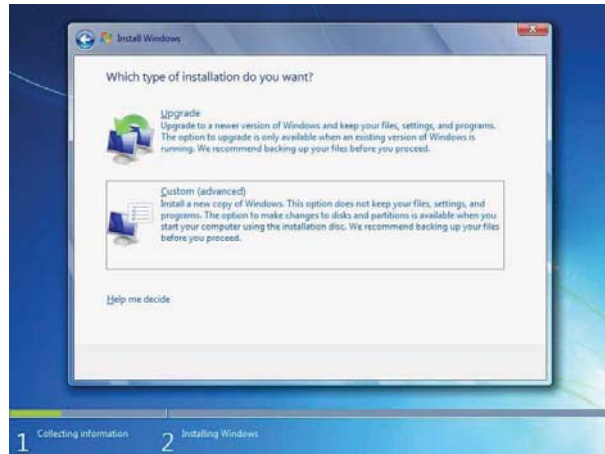 Install Windows
Which type of installation do you want?
Upgrade
Upgrade to a newer version of Windows and keep your files, settings, and programs.
The option to upgrade is only available when an existing version of Windows is
running. We recommend backing up your files before you proceed.
Custom (advanced)
Install a new copy of Windows. This option does not keep your files, settings, and
programs. The option to make changes to disks and partitions is available when you
start your computer using the installation disc. We recommend backing up your files
before you proceed.
Help me decide
1 Collecting information 2 Installing Windows